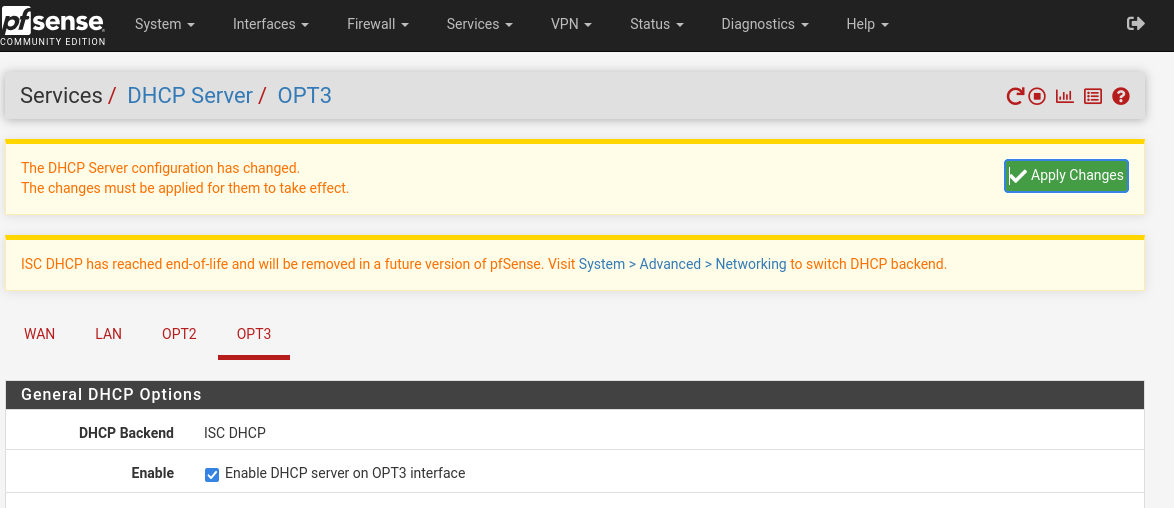 pfsense
COMMUNITY EDITION
System Interfaces Firewall Services VPN Status Diagnostics Help
Services / DHCP Server / OPT3
The DHCP Server configuration has changed.
The changes must be applied for them to take effect.
Apply Changes
ISC DHCP has reached end-of-life and will be removed in a future version of pfSense. Visit System > Advanced > Networking to switch DHCP backend.
WAN LAN OPT2 OPT3
General DHCP Options
DHCP Backend ISC DHCP
Enable Enable DHCP server on OPT3 interface